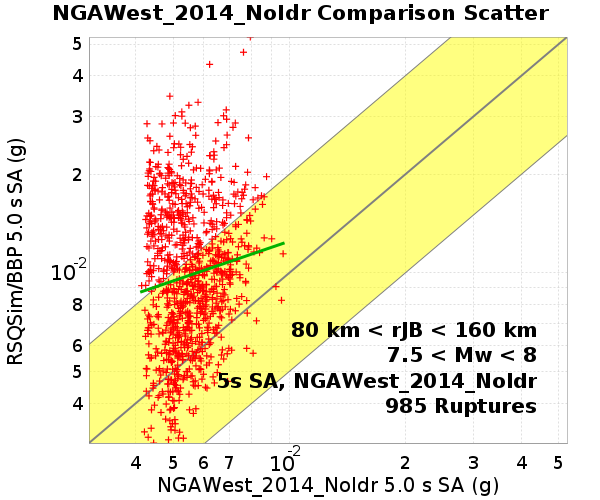 NGAWest_2014_NoIdr Comparison Scatter
5
4
3
2
10-2
8
6
5
4
RSQSim/BBP 5.0 s SA (g)
80 km < rJB < 160 km
7.5 < Mw < 8
5s SA, NGAWest_2014_NoIdr
985 Ruptures
4 5 6 7 10-2 2 3 4 5
NGAWest_2014_NoIdr 5.0 s SA (g)